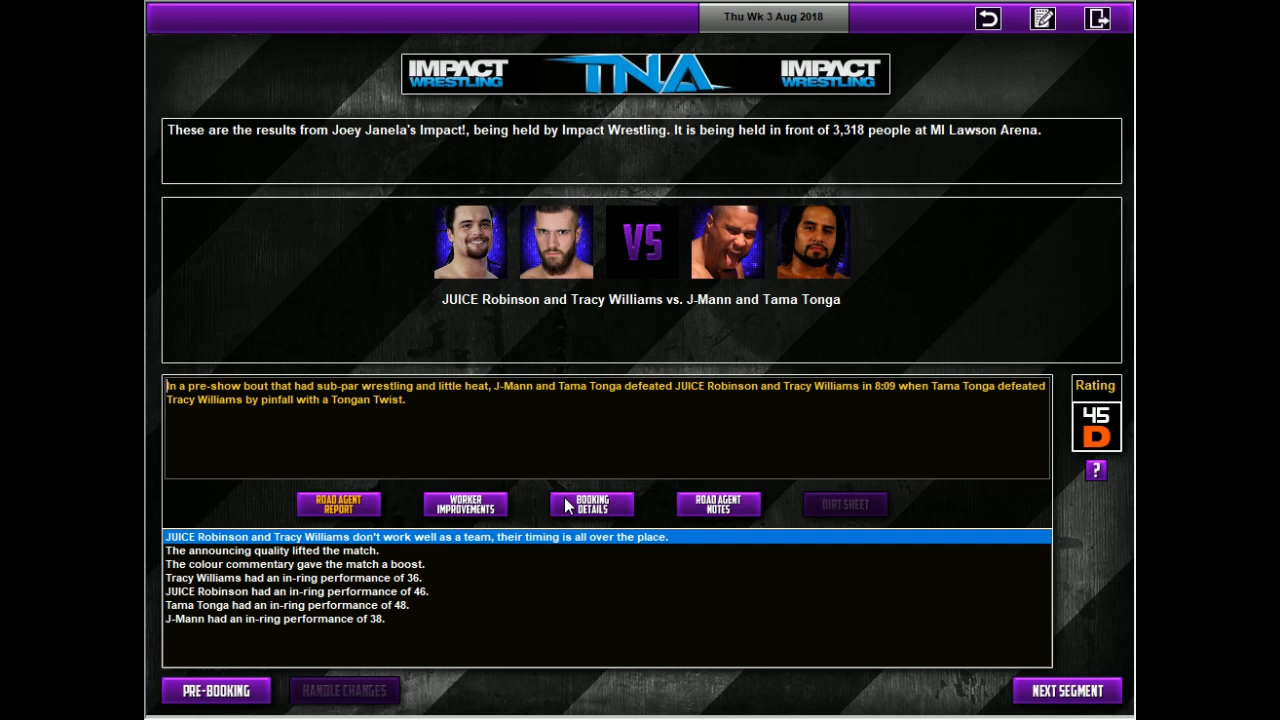 Thu Wk 3 Aug 2018
IMPACT WRESTLING TNA IMPACT WRESTLING
These are the results from Joey Janela's Impact!, being held by Impact Wrestling. It is being held in front of 3,318 people at MI Lawson Arena.
VS
JUICE Robinson and Tracy Williams vs. J-Mann and Tama Tonga
In a pre-show bout that had sub-par wrestling and little heat, J-Mann and Tama Tonga defeated JUICE Robinson and Tracy Williams in 8:09 when Tama Tonga defeated
Tracy Williams by pinfall with a Tongan Twist.
Rating
45
D
?
ROAD AGENT REPORT
WORKER IMPROVEMENTS
BOOKING DETAILS
ROAD AGENT NOTES
DIRT SHEET
JUICE Robinson and Tracy Williams don't work well as a team, their timing is all over the place.
The announcing quality lifted the match.
The colour commentary gave the match a boost.
Tracy Williams had an in-ring performance of 36.
JUICE Robinson had an in-ring performance of 46.
Tama Tonga had an in-ring performance of 48.
J-Mann had an in-ring performance of 38.
PRE-BOOKING
HANDLE CHANGES
NEXT SEGMENT